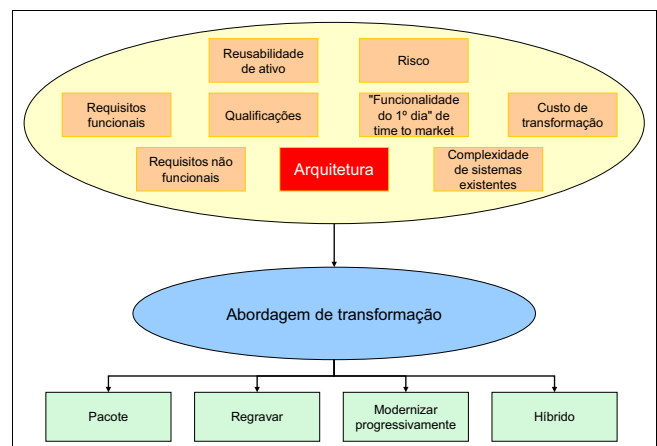 Reusabilidade
de ativo
Risco
Requisitos
funcionais
Qualificações
"Funcionalidade
do 1º dia" de
time to market
Custo de
transformação
Requisitos não
funcionais
Arquitetura
Complexidade
de sistemas
existentes
Abordagem de transformação
Pacote
Regravar
Modernizar
progressivamente
Híbrido